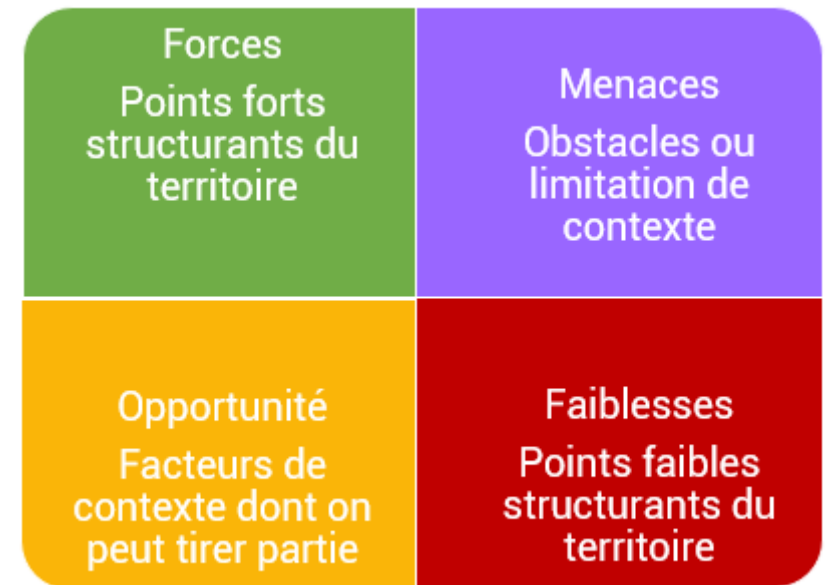 Forces
Points forts
structurants du
territoire
Menaces
Obstacles ou
limitation de
contexte
Opportunité
Facteurs de
contexte dont on
peut tirer partie
Faiblesses
Points faibles
structurants du
territoire